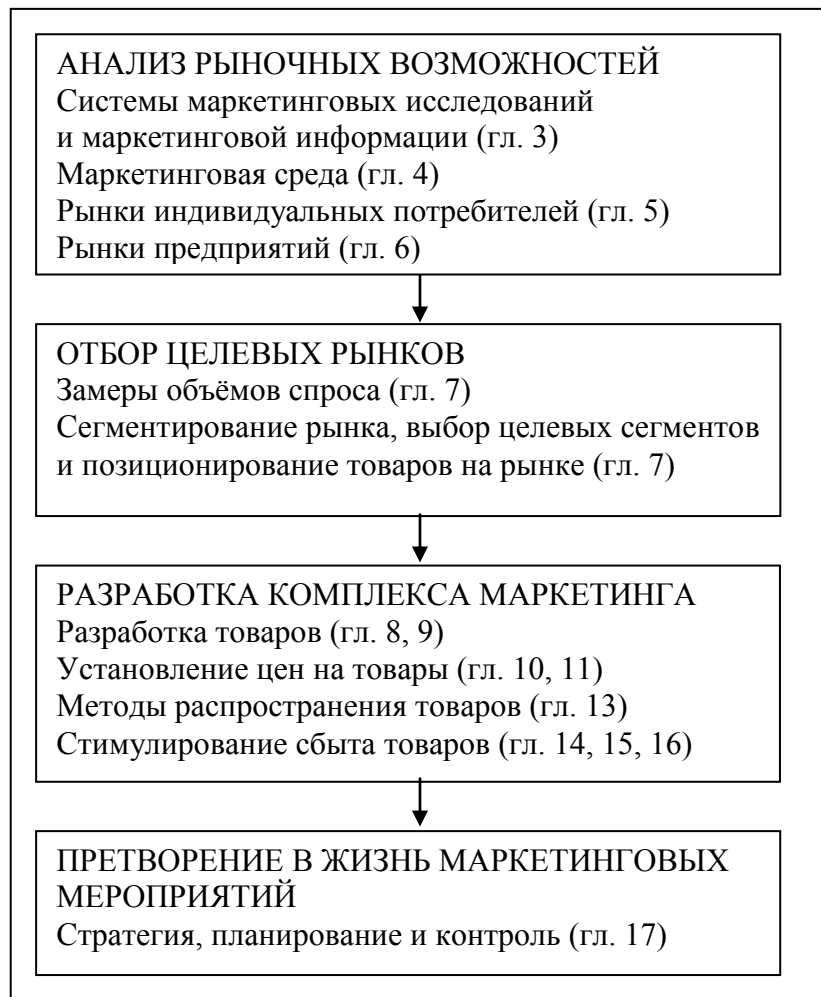 АНАЛИЗ РЫНОЧНЫХ ВОЗМОЖНОСТЕЙ
Системы маркетинговых исследований
и маркетинговой информации (гл. 3)
Маркетинговая среда (гл. 4)
Рынки индивидуальных потребителей (гл. 5)
Рынки предприятий (гл. 6)
ОТБОР ЦЕЛЕВЫХ РЫНКОВ
Замеры объёмов спроса (гл. 7)
Сегментирование рынка, выбор целевых сегментов
и позиционирование товаров на рынке (гл. 7)
РАЗРАБОТКА КОМПЛЕКСА МАРКЕТИНГА
Разработка товаров (гл. 8, 9)
Установление цен на товары (гл. 10, 11)
Методы распространения товаров (гл. 13)
Стимулирование сбыта товаров (гл. 14, 15, 16)
ПРЕТВОРЕНИЕ В ЖИЗНЬ МАРКЕТИНГОВЫХ
МЕРОПРИЯТИЙ
Стратегия, планирование и контроль (гл. 17)